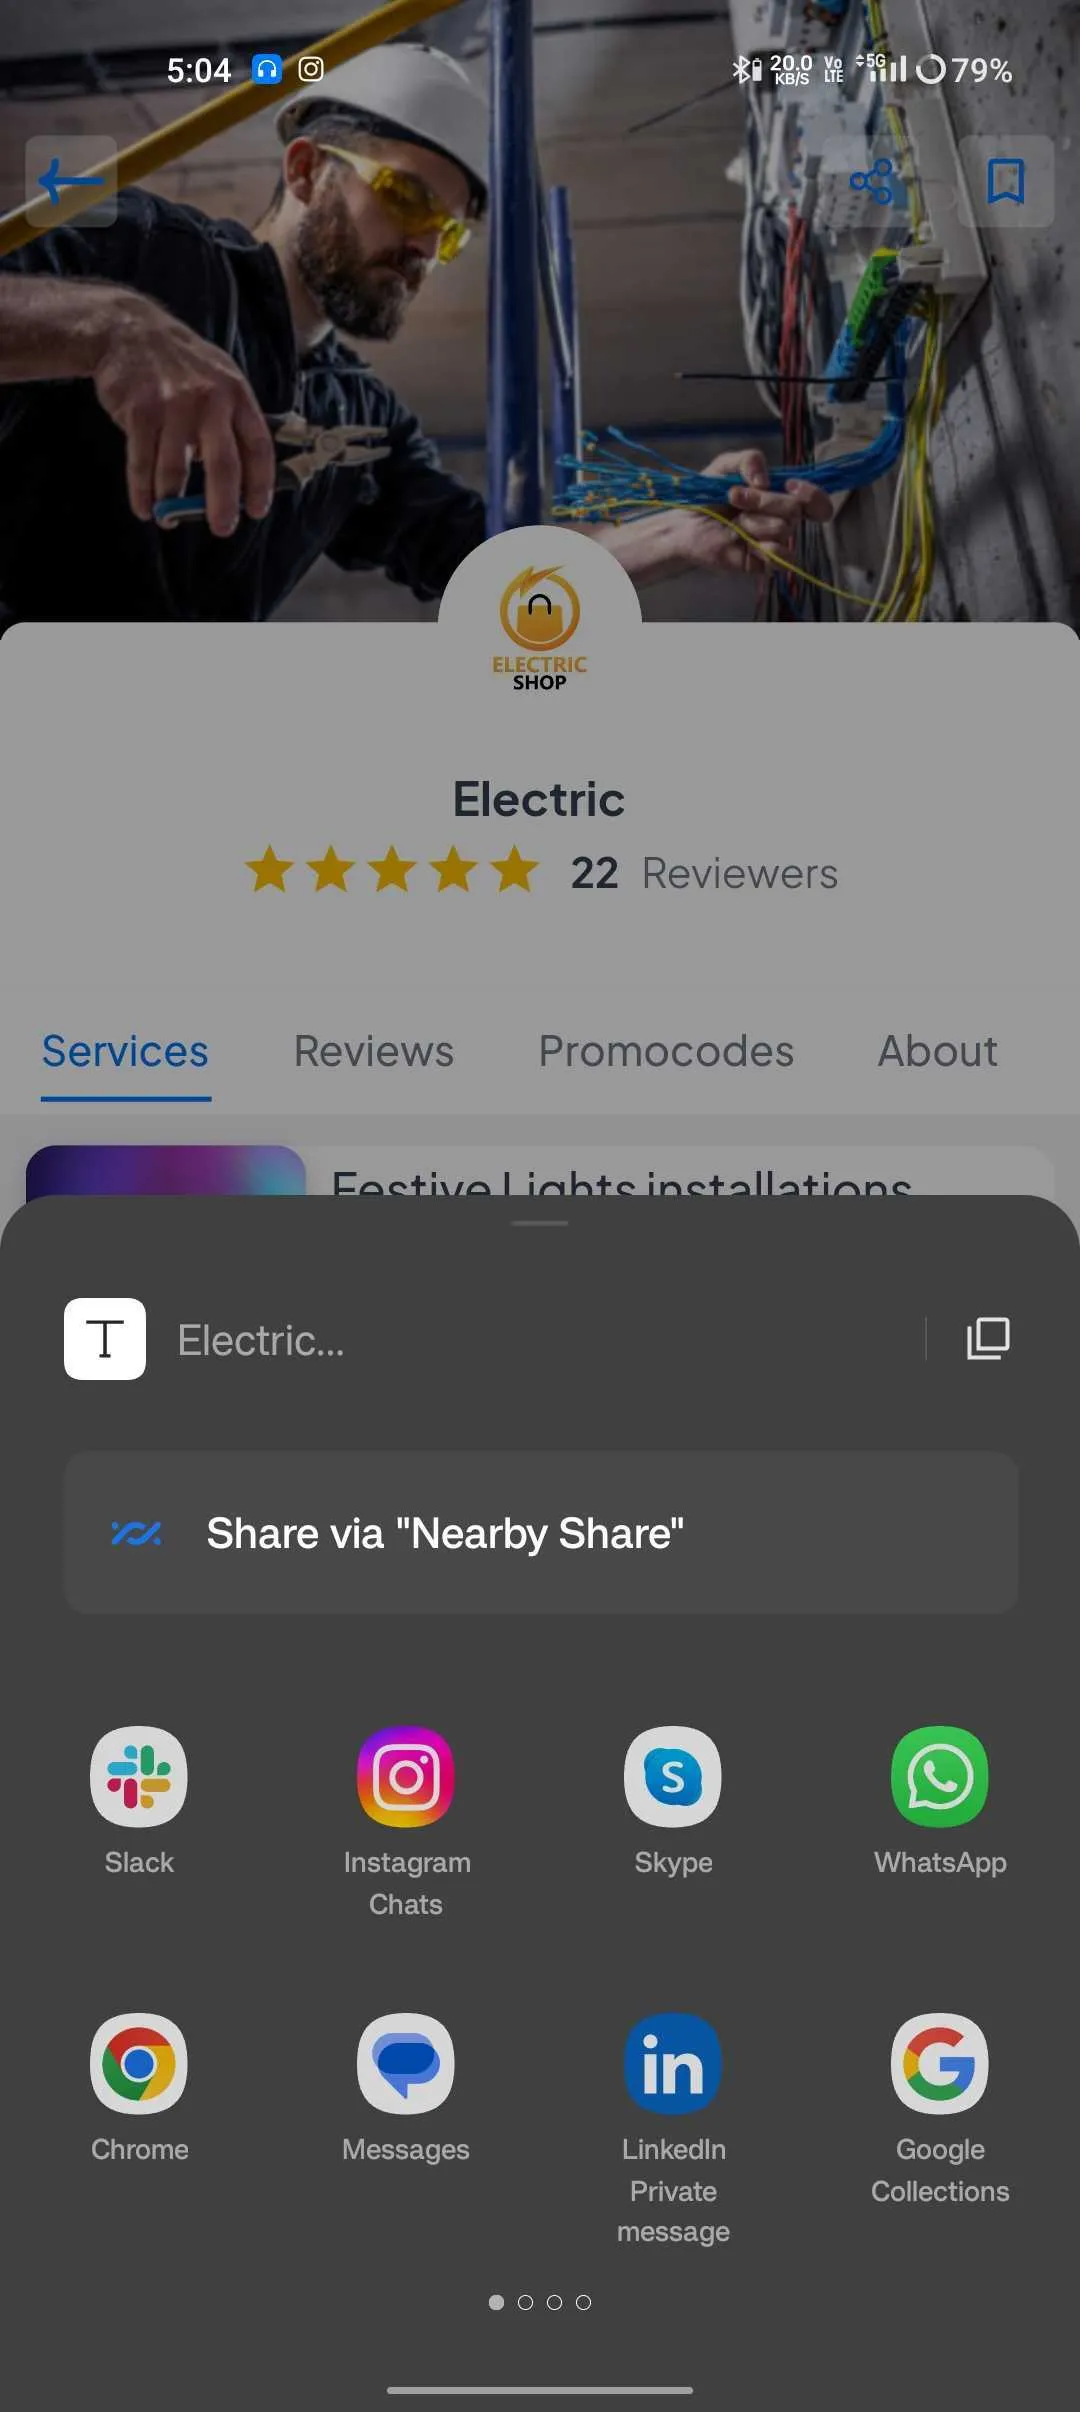 5:04
20.0 KB/S Vo LTE 5G 79%
ELECTRIC
SHOP
Electric
22 Reviewers
Services Reviews Promocodes About
Festive Lights installations
T Electric...
Share via "Nearby Share"
Slack Instagram Chats Skype WhatsApp
Chrome Messages LinkedIn Private message Google Collections